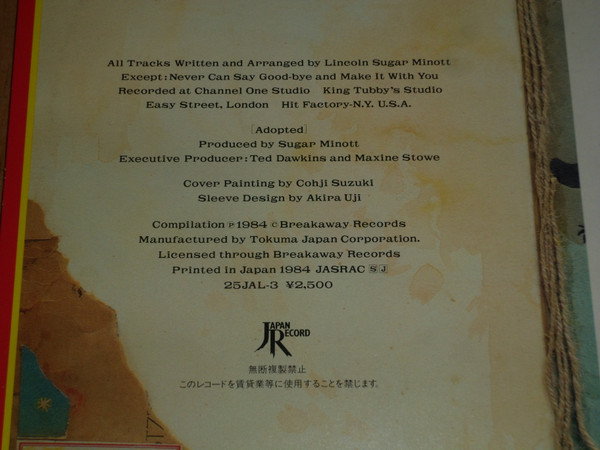 All Tracks Written and Arranged by Lincoln Sugar Minott
Except: Never Can Say Good-bye and Make It With You
Recorded at Channel One Studio King Tubby's Studio
Easy Street, London Hit Factory-N.Y. U.S.A.
[Adopted]
Produced by Sugar Minott
Executive Producer: Ted Dawkins and Maxine Stowe
Cover Painting by Cohji Suzuki
Sleeve Design by Akira Uji
Compilation ℗ 1984 © Breakaway Records
Manufactured by Tokuma Japan Corporation.
Licensed through Breakaway Records
Printed in Japan 1984 JASRAC S J
25JAL-3 ¥2,500
JAPAN RECORD
無断複製禁止
このレコードを賃貸業等に使用することを禁じます。